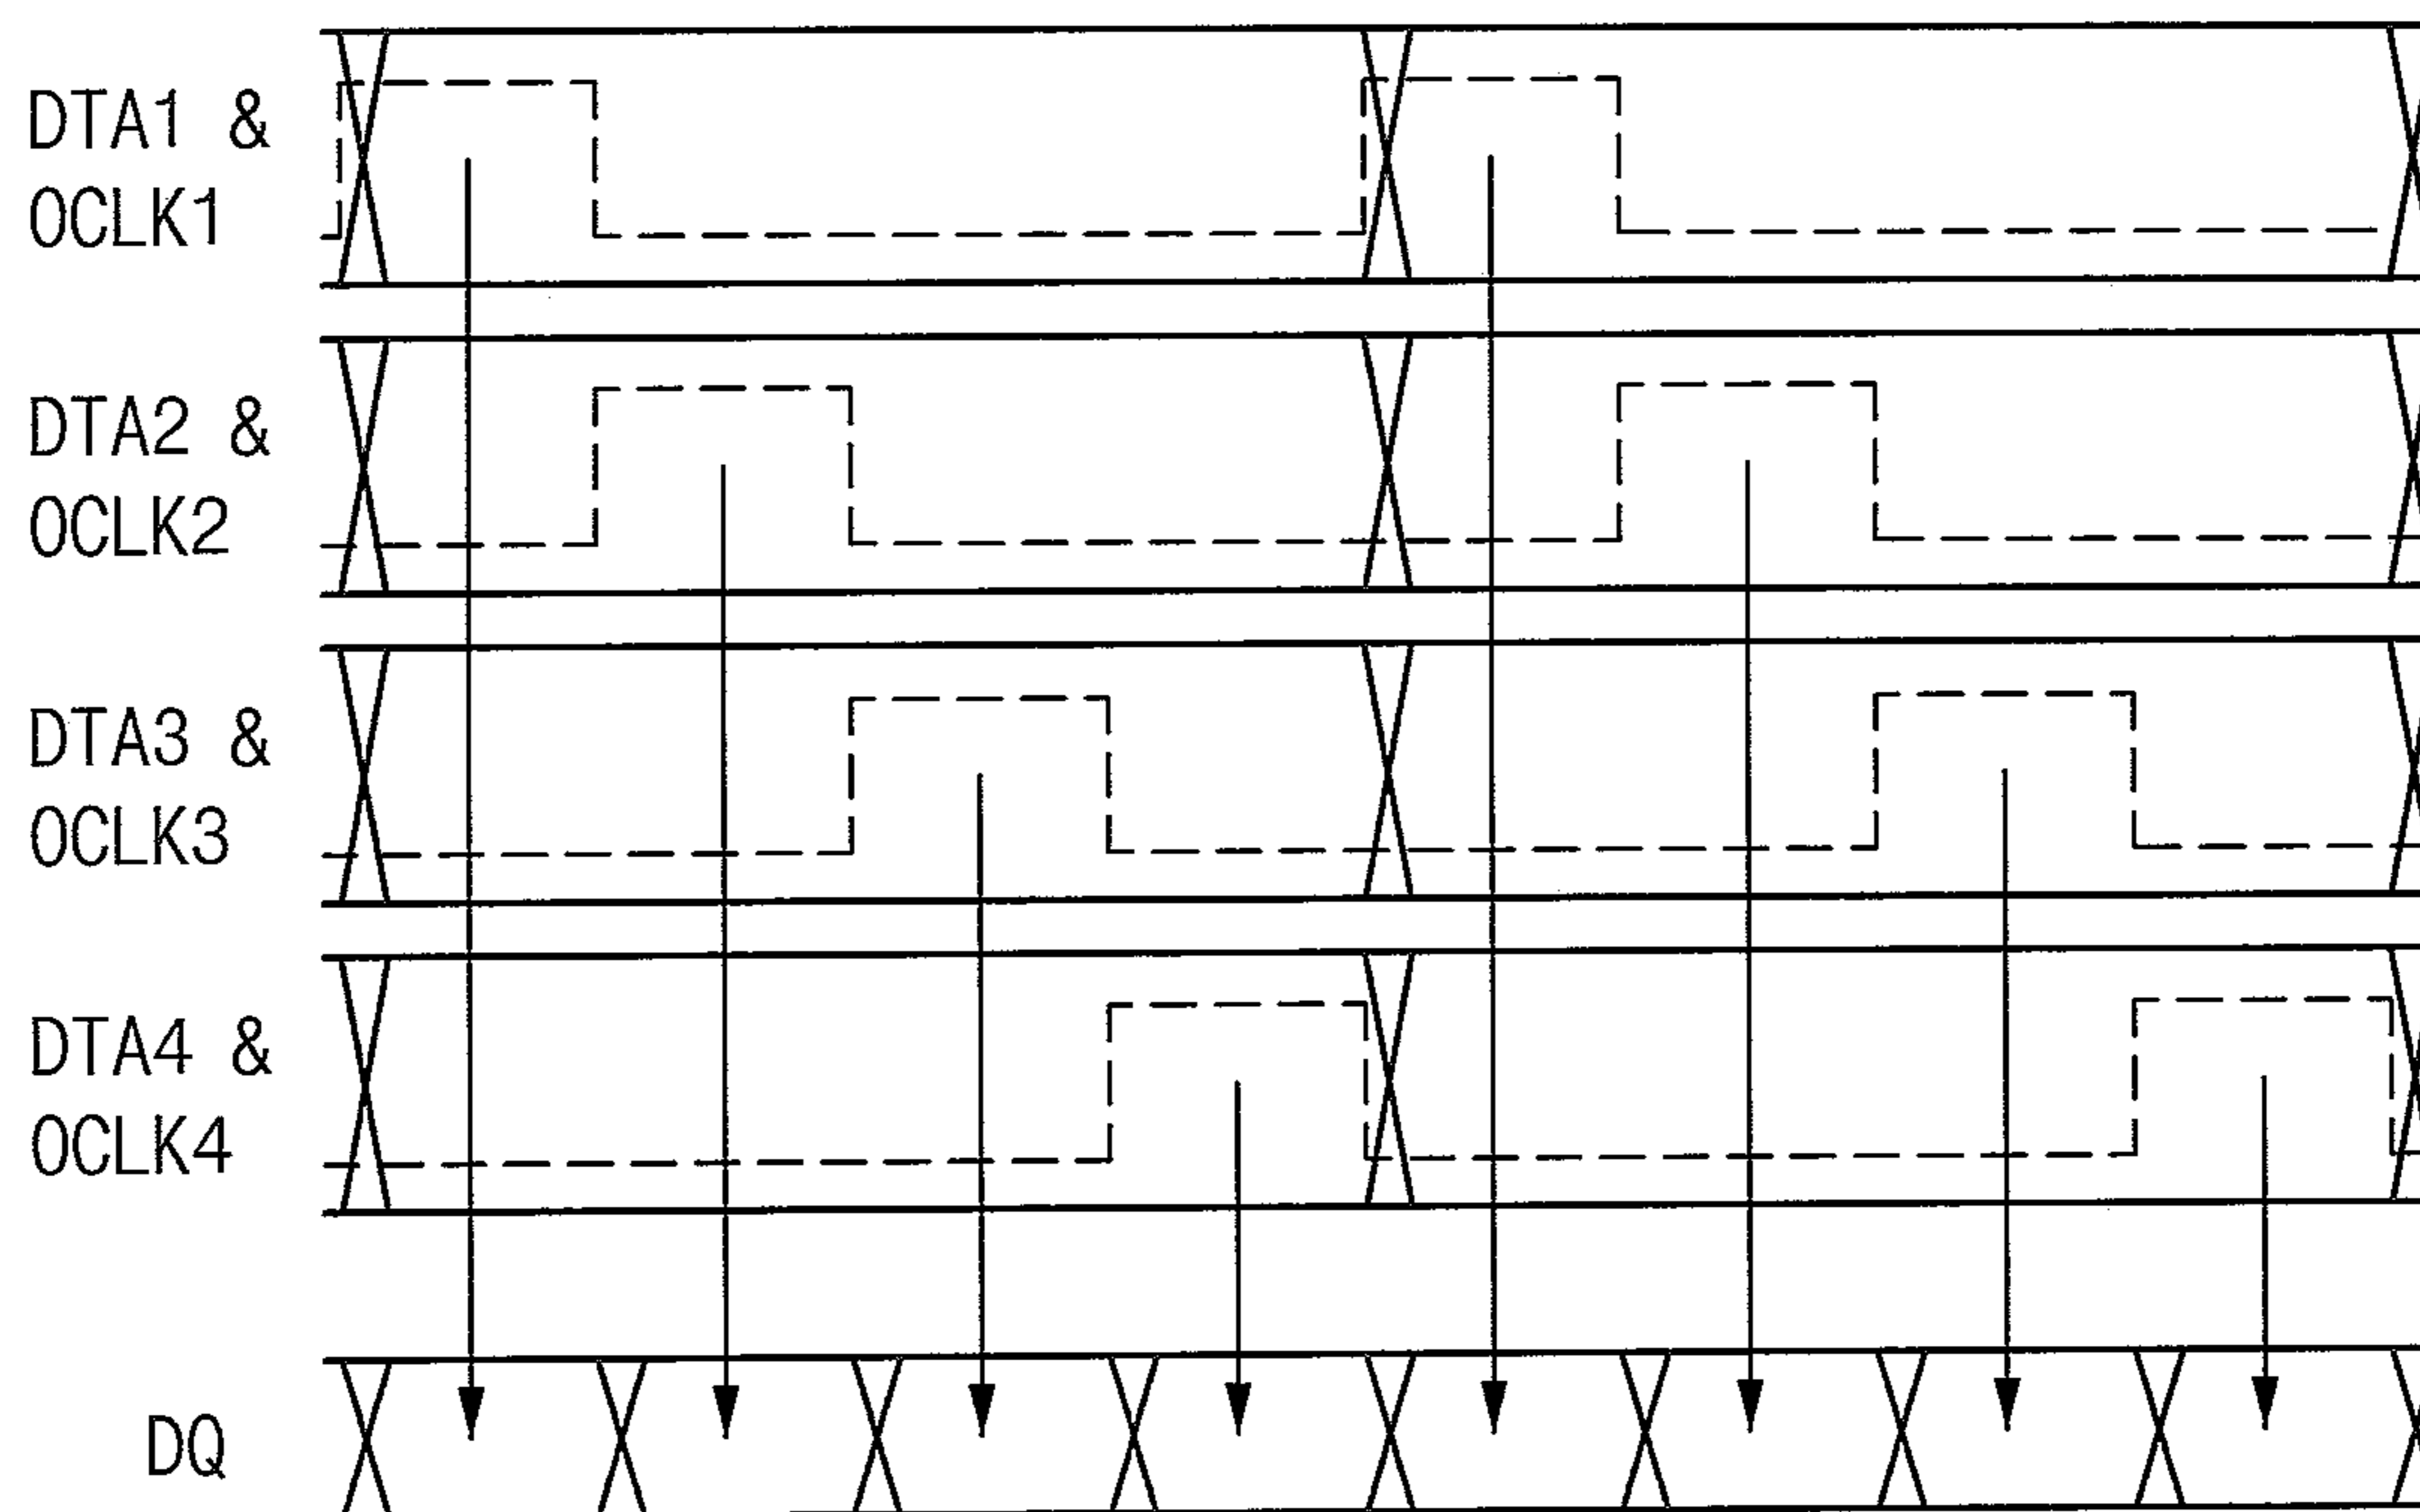 DTA1 &
OCLK1
DTA2 &
OCLK2
DTA3 &
OCLK3
DTA4 &
OCLK4
DQ